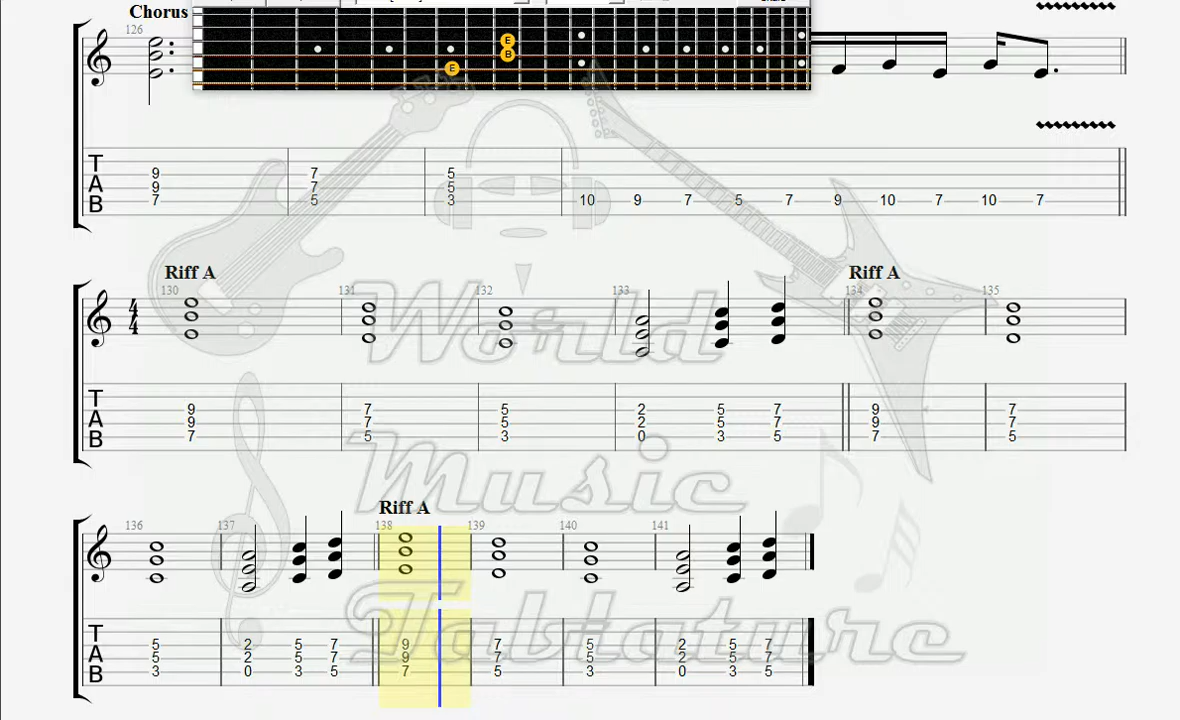 Chorus
126
E
B
E
T
A
B
9 7 5
9 7 5
7 5 3 10 9 7 5 7 9 10 7 10 7
Riff A Riff A
130 131 132 133 134 135
4
4
T
A
B
9 7 5 2 5 7 9 7
9 7 5 2 5 7 9 7
7 5 3 0 3 5 7 5
World
Music
Tablature
Riff A
136 137 138 139 140 141
T
A
B
5 2 5 7 9 7 5 2 5 7
5 2 5 7 9 7 5 2 5 7
3 0 3 5 7 5 3 0 3 5